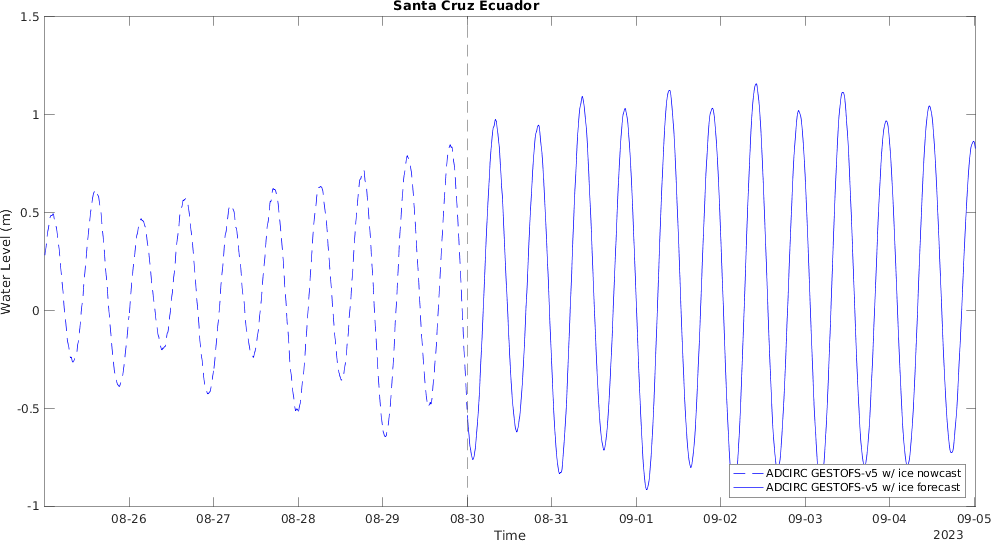 Santa Cruz Ecuador
1.5
1
0.5
0
-0.5
-1
Water Level (m)
ADCIRC GESTOFS-v5 w/ ice nowcast
ADCIRC GESTOFS-v5 w/ ice forecast
08-26 08-27 08-28 08-29 08-30 08-31 09-01 09-02 09-03 09-04 09-05
Time
2023